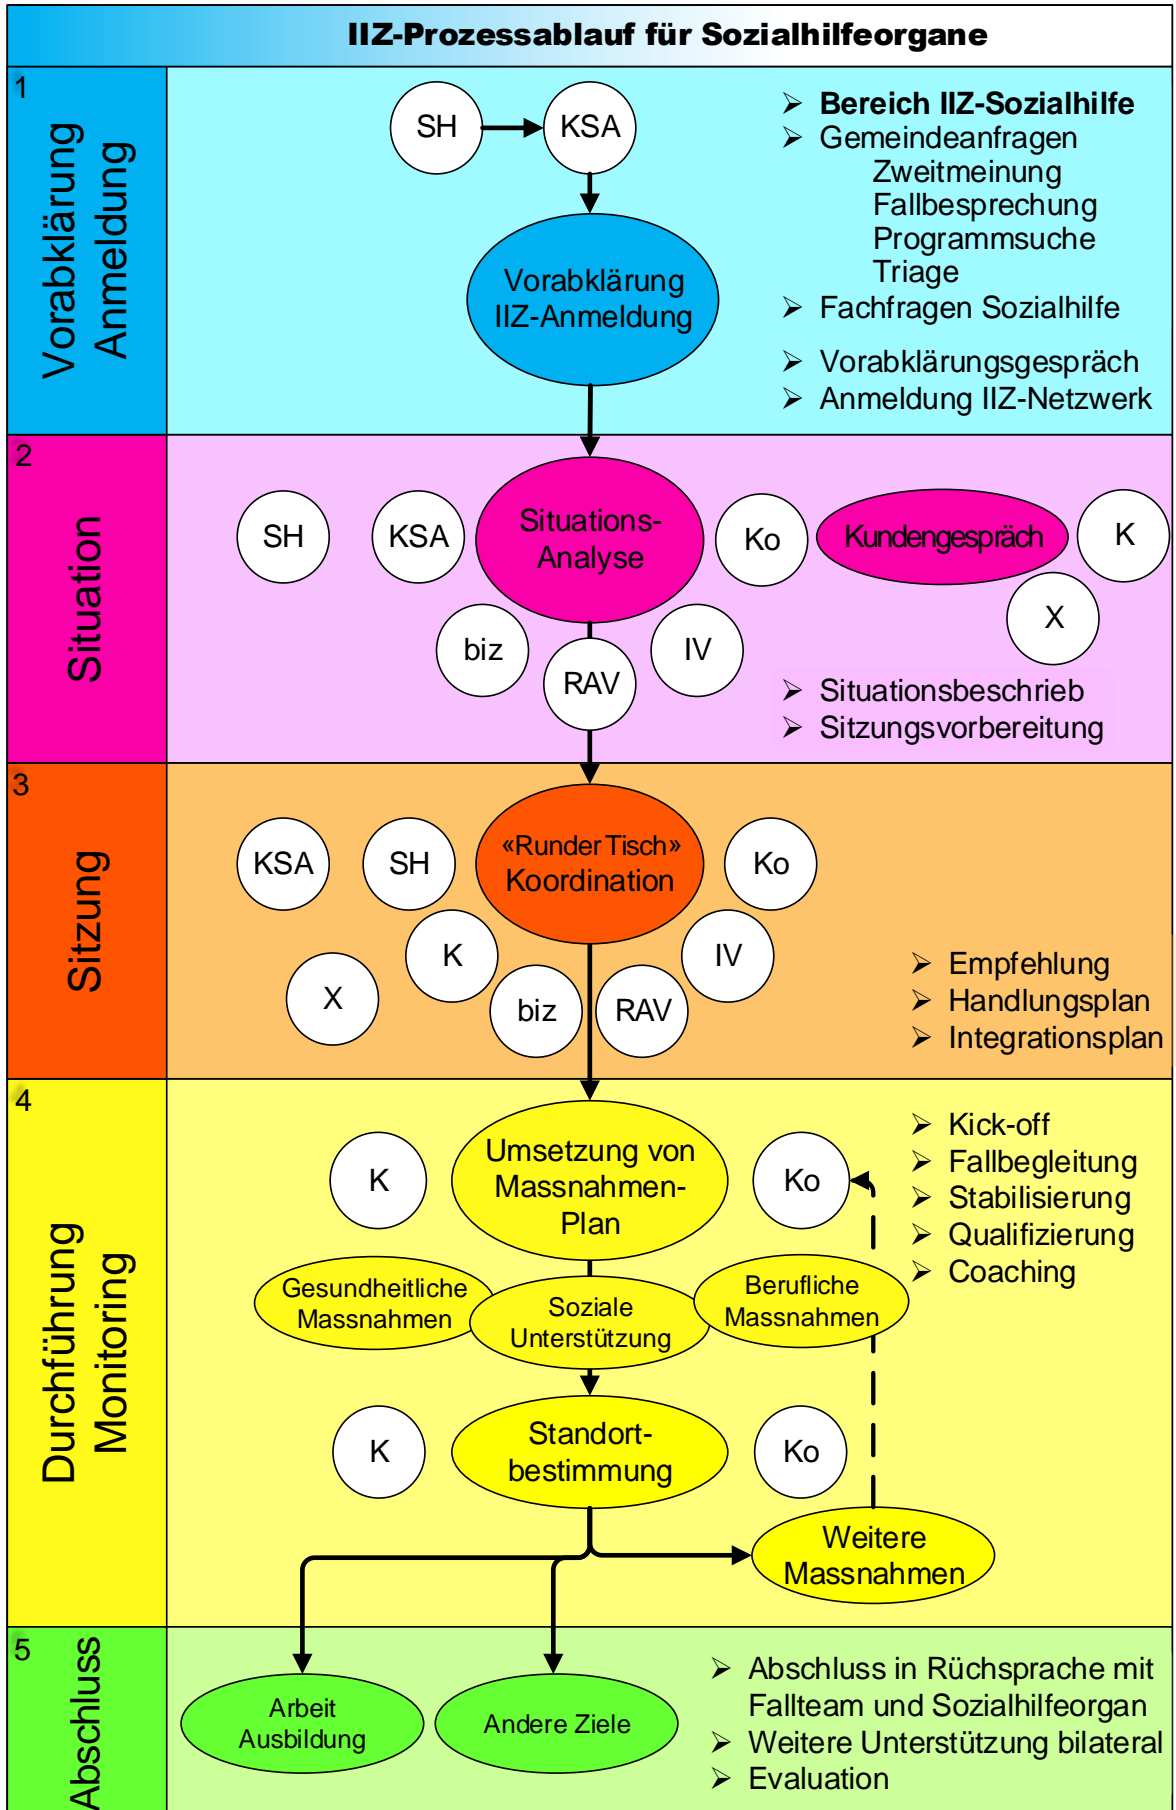 IIZ-Prozessablauf für Sozialhilfeorgane
1
Vorabklärung
Anmeldung
SH
KSA
Vorabklärung
IIZ-Anmeldung
➢ Bereich IIZ-Sozialhilfe
➢ Gemeindeanfragen
Zweitmeinung
Fallbesprechung
Programmsuche
Triage
➢ Fachfragen Sozialhilfe
➢ Vorabklärungsgespräch
➢ Anmeldung IIZ-Netzwerk
2
Situation
SH
KSA
Situations-
Analyse
Ko
Kundengespräch
K
X
biz
RAV
IV
➢ Situationsbeschrieb
➢ Sitzungsvorbereitung
3
Sitzung
KSA
SH
«Runder Tisch»
Koordination
Ko
K
IV
X
biz
RAV
➢ Empfehlung
➢ Handlungsplan
➢ Integrationsplan
4
Durchführung
Monitoring
K
Umsetzung von
Massnahmen-
Plan
Ko
➢ Kick-off
➢ Fallbegleitung
➢ Stabilisierung
➢ Qualifizierung
➢ Coaching
Gesundheitliche
Massnahmen
Soziale
Unterstützung
Berufliche
Massnahmen
K
Standort-
bestimmung
Ko
Weitere
Massnahmen
5
Abschluss
Arbeit
Ausbildung
Andere Ziele
➢ Abschluss in Rüchsprache mit
Fallteam und Sozialhilfeorgan
➢ Weitere Unterstützung bilateral
➢ Evaluation